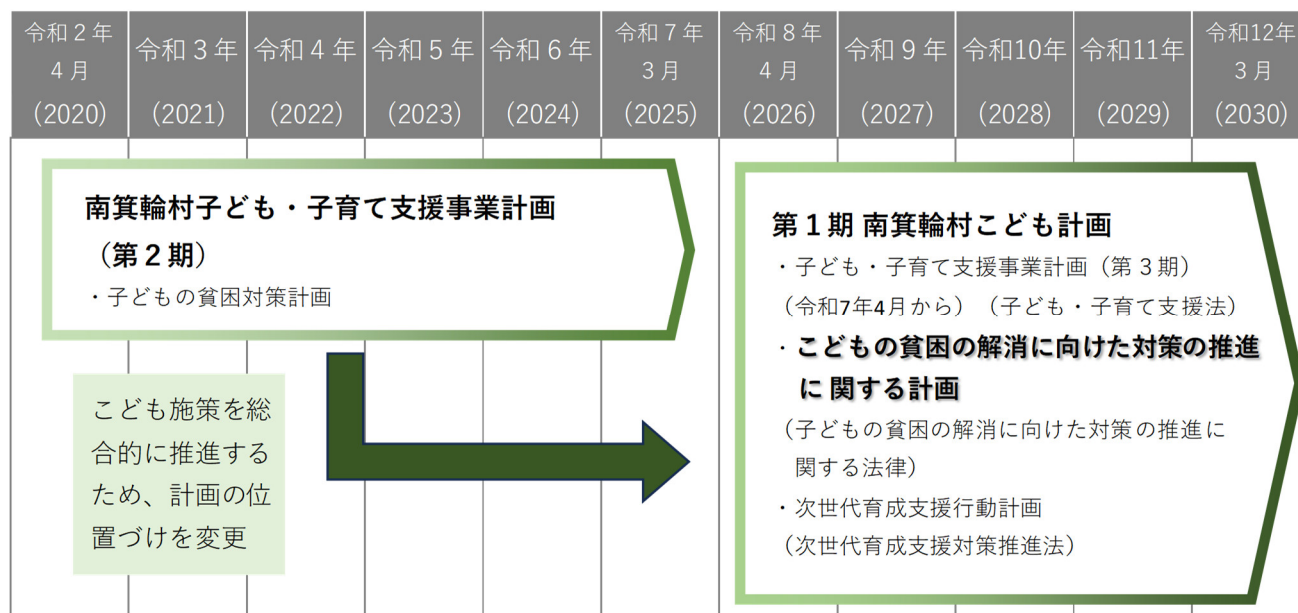 令和２年
４月
（2020）
令和３年
（2021）
令和４年
（2022）
令和５年
（2023）
令和６年
（2024）
令和７年
３月
（2025）
令和８年
４月
（2026）
令和９年
（2027）
令和10年
（2028）
令和11年
（2029）
令和12年
３月
（2030）
南箕輪村子ども・子育て支援事業計画
（第２期）
・子どもの貧困対策計画
こども施策を総
合的に推進する
ため、計画の位
置づけを変更
第１期 南箕輪村こども計画
・子ども・子育て支援事業計画（第３期）
（令和7年4月から）（子ども・子育て支援法）
・こどもの貧困の解消に向けた対策の推進
に 関する計画
（子どもの貧困の解消に向けた対策の推進に
関する法律）
・次世代育成支援行動計画
（次世代育成支援対策推進法）